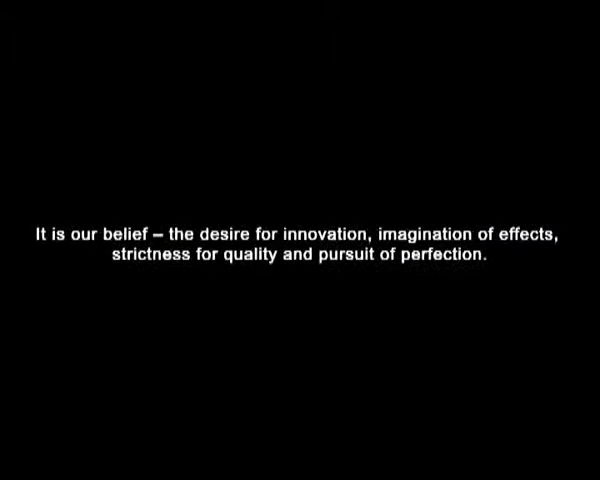 It is our belief – the desire for innovation, imagination of effects,
strictness for quality and pursuit of perfection.